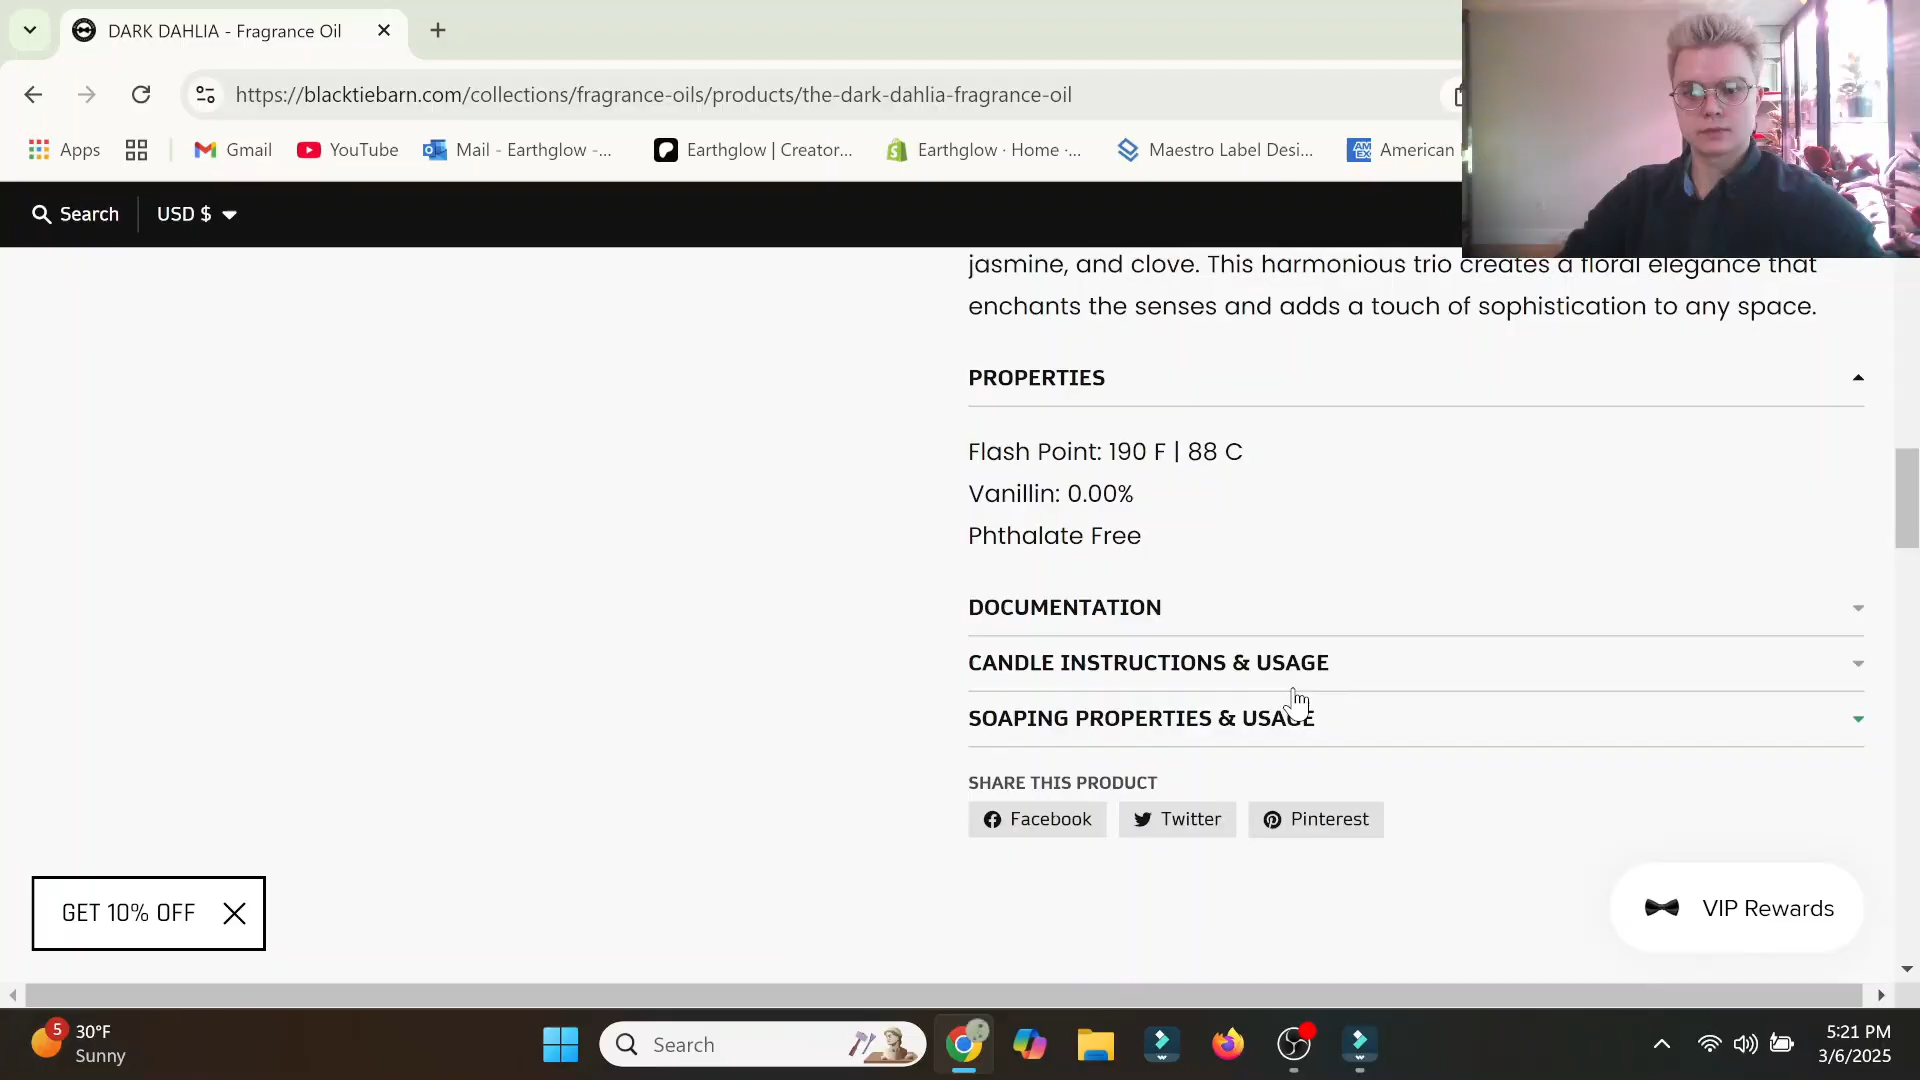 DARK DAHLIA - Fragrance Oil
https://blacktiebarn.com/collections/fragrance-oils/products/the-dark-dahlia-fragrance-oil
Apps
Gmail
YouTube
Mail - Earthglow -...
Earthglow | Creator...
Earthglow · Home ·...
Maestro Label Desi...
AM EX
American
Search
USD $
jasmine, and clove. This harmonious trio creates a floral elegance that
enchants the senses and adds a touch of sophistication to any space.
PROPERTIES
Flash Point: 190 F | 88 C
Vanillin: 0.00%
Phthalate Free
DOCUMENTATION
CANDLE INSTRUCTIONS & USAGE
SOAPING PROPERTIES & USAGE
SHARE THIS PRODUCT
Facebook
Twitter
Pinterest
GET 10% OFF
VIP Rewards
5
30°F
Sunny
Search
5:21 PM
3/6/2025